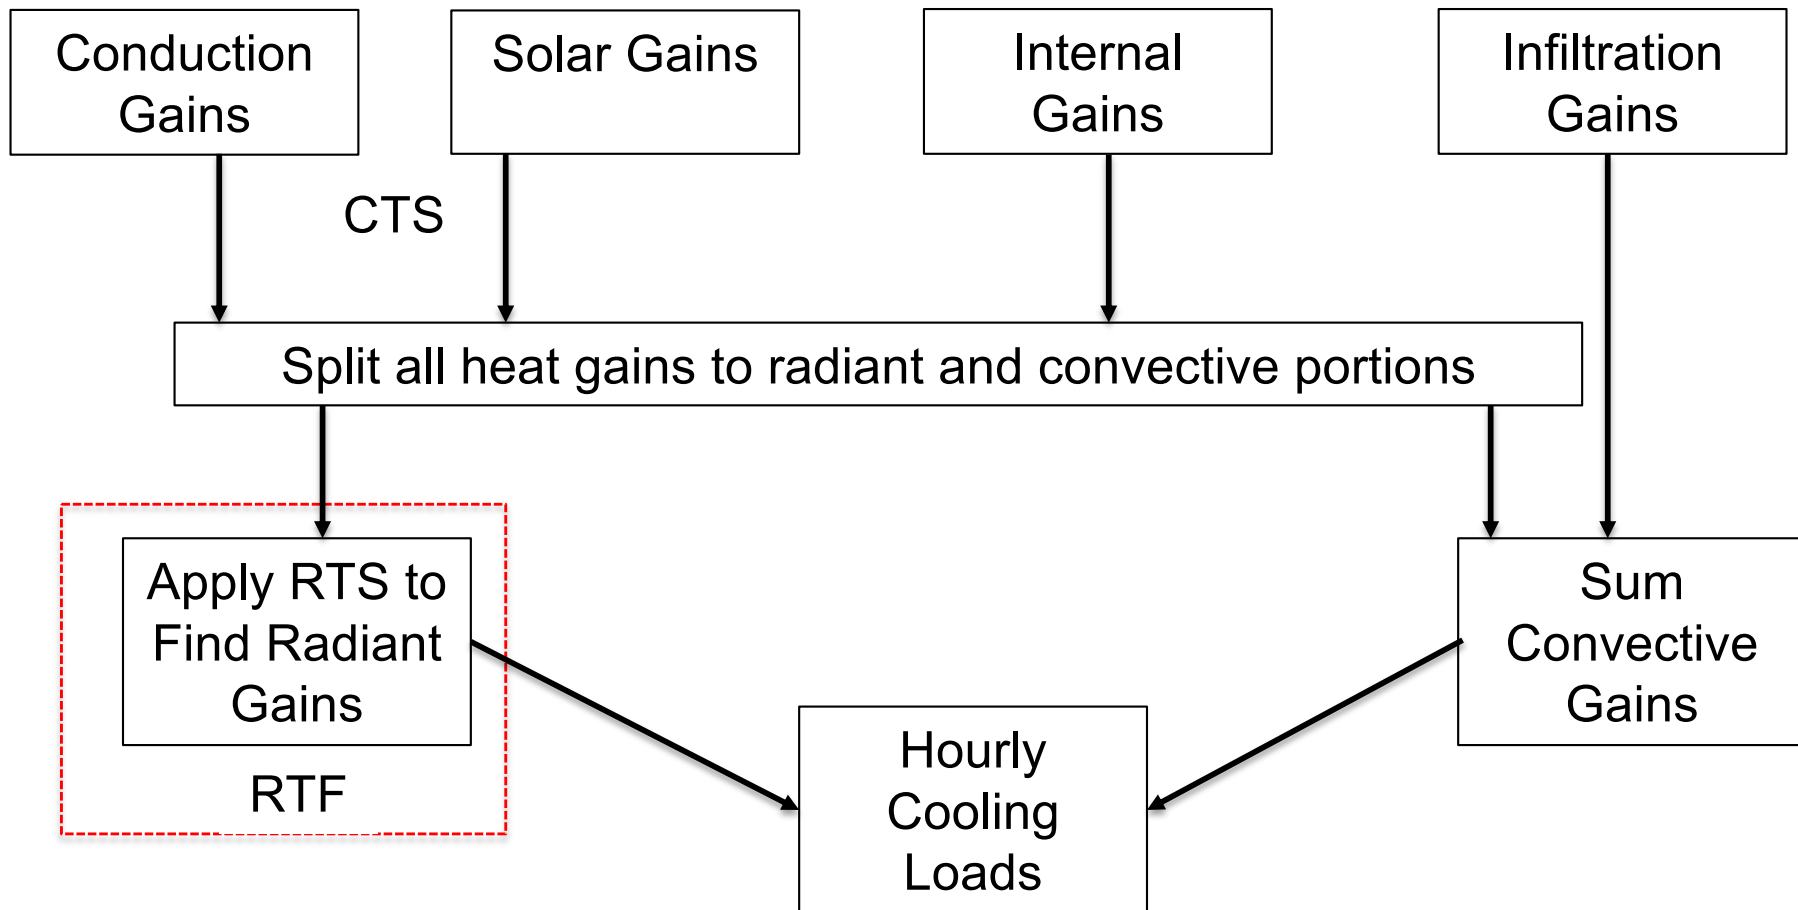 Conduction
Gains
Solar Gains
Internal
Gains
Infiltration
Gains
CTS
Split all heat gains to radiant and convective portions
Apply RTS to
Find Radiant
Gains
RTF
Sum
Convective
Gains
Hourly
Cooling
Loads